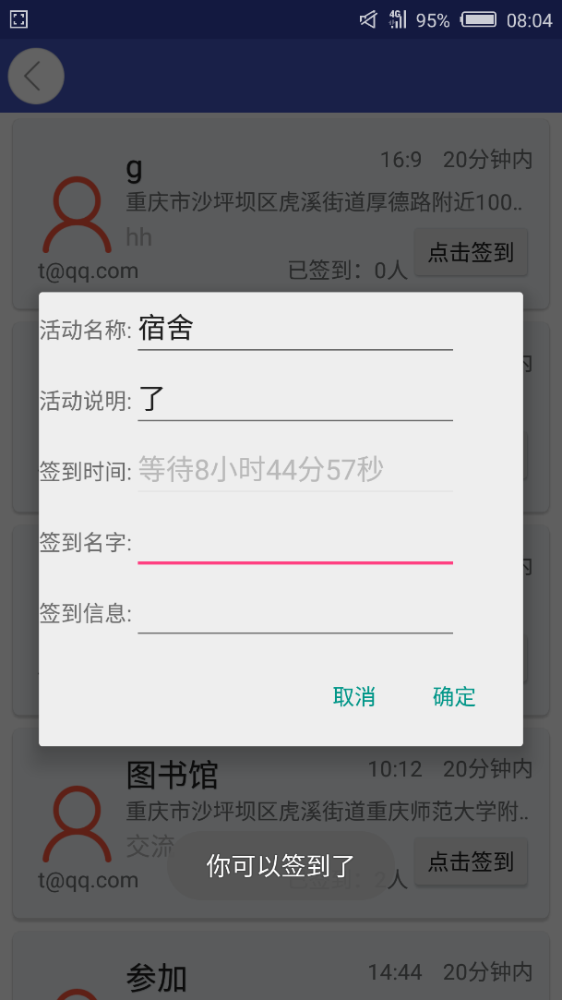 4G 95% 08:04
g 16:9 20分钟内
重庆市沙坪坝区虎溪街道厚德路附近100..
hh
t@qq.com 已签到：0人 点击签到
内
活动名称: 宿舍
活动说明: 了
签到时间: 等待8小时44分57秒
签到名字:
内
签到信息:
取消 确定
图书馆 10:12 20分钟内
重庆市沙坪坝区虎溪街道重庆师范大学附..
交流
你可以签到了
t@qq.com 已签到：2人 点击签到
参加 14:44 20分钟内